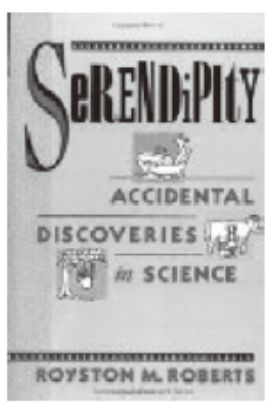 SeRENDiPItY
ACCIDENTAL
DISCOVERIES
in SCIENCE
ROYSTON M. ROBERTS